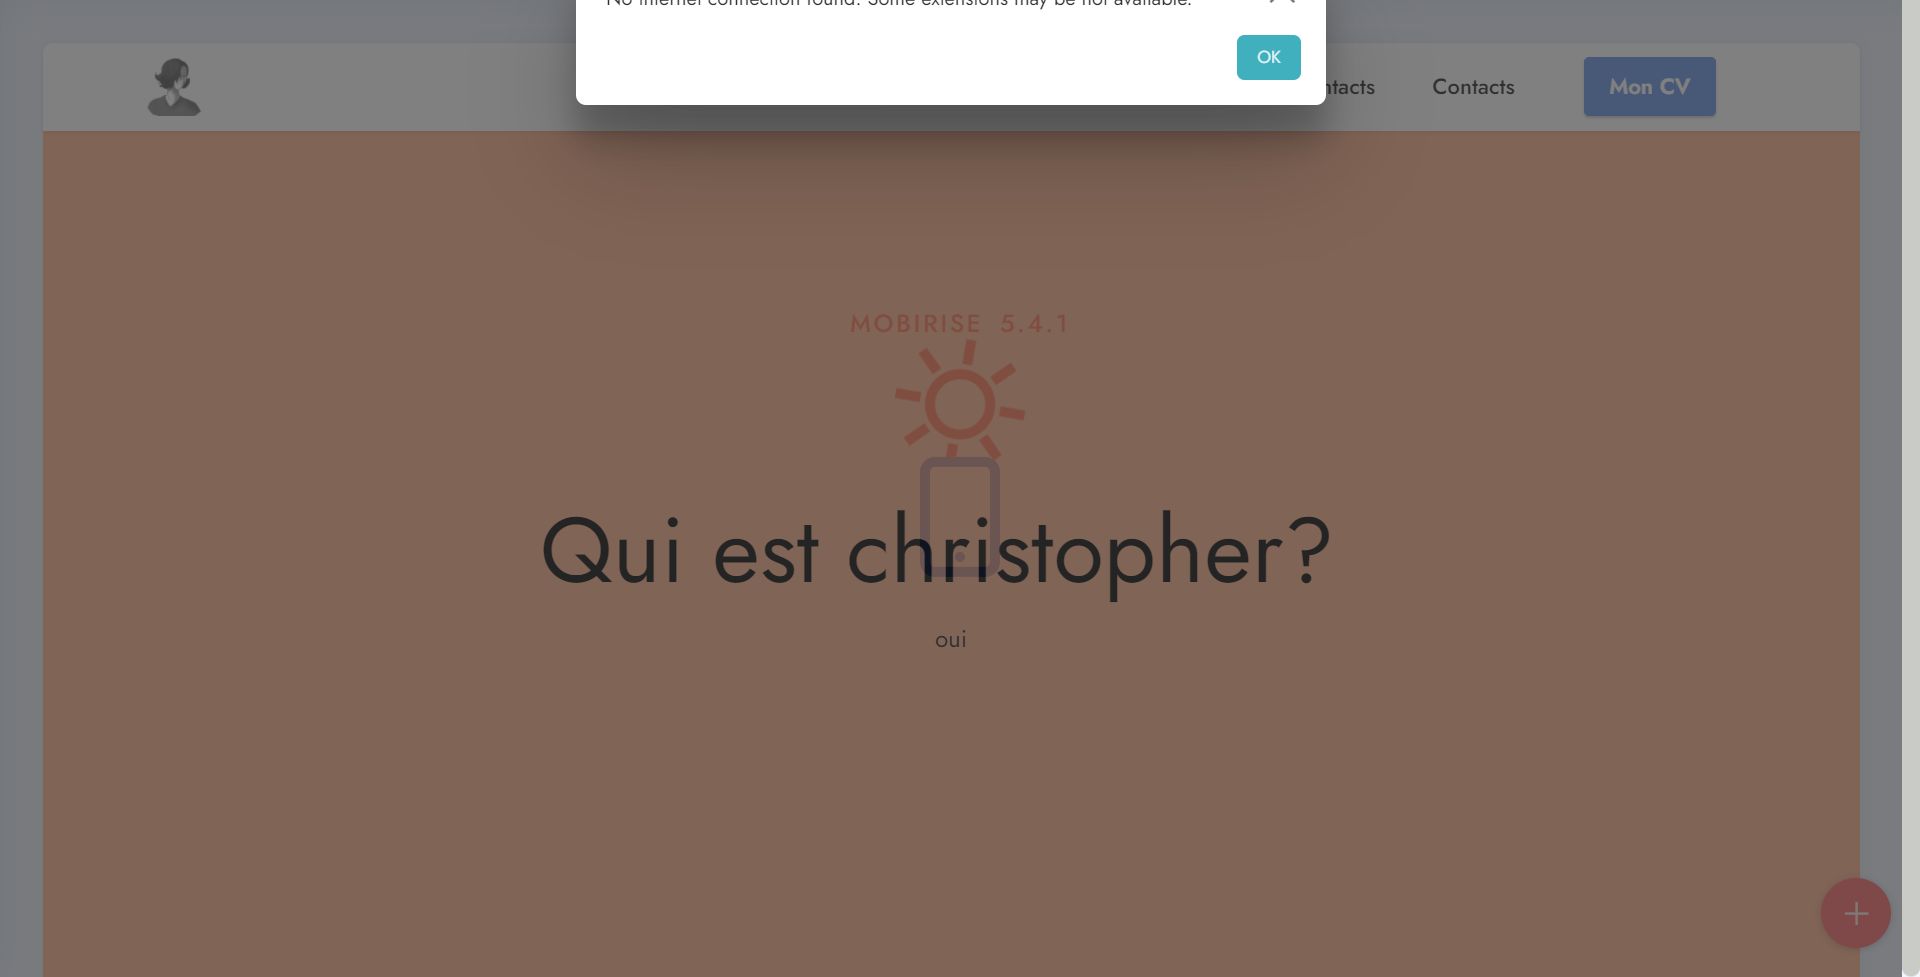 No internet connection found. Some extensions may be not available.
OK
ntacts
Contacts
Mon CV
MOBIRISE 5.4.1
Qui est christopher?
oui